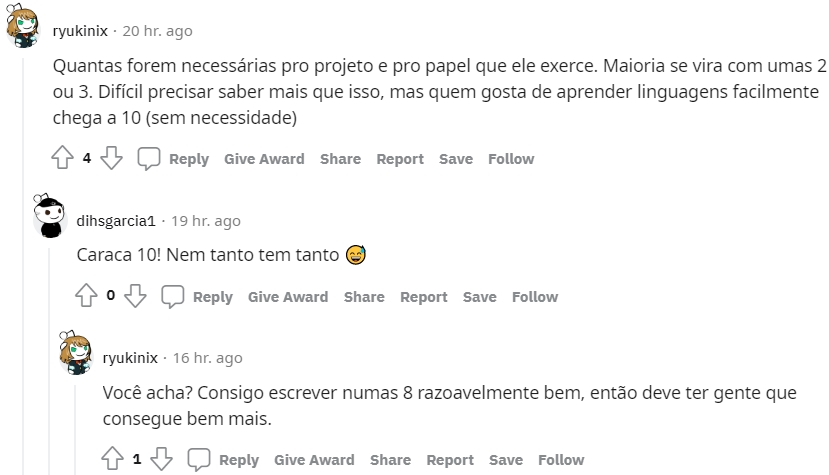 ryukinix · 20 hr. ago
Quantas forem necessárias pro projeto e pro papel que ele exerce. Maioria se vira com umas 2
ou 3. Difícil precisar saber mais que isso, mas quem gosta de aprender linguagens facilmente
chega a 10 (sem necessidade)
4 Reply Give Award Share Report Save Follow
dihsgarcia1 · 19 hr. ago
Caraca 10! Nem tanto tem tanto 😅
0 Reply Give Award Share Report Save Follow
ryukinix · 16 hr. ago
Você acha? Consigo escrever numas 8 razoavelmente bem, então deve ter gente que
consegue bem mais.
1 Reply Give Award Share Report Save Follow